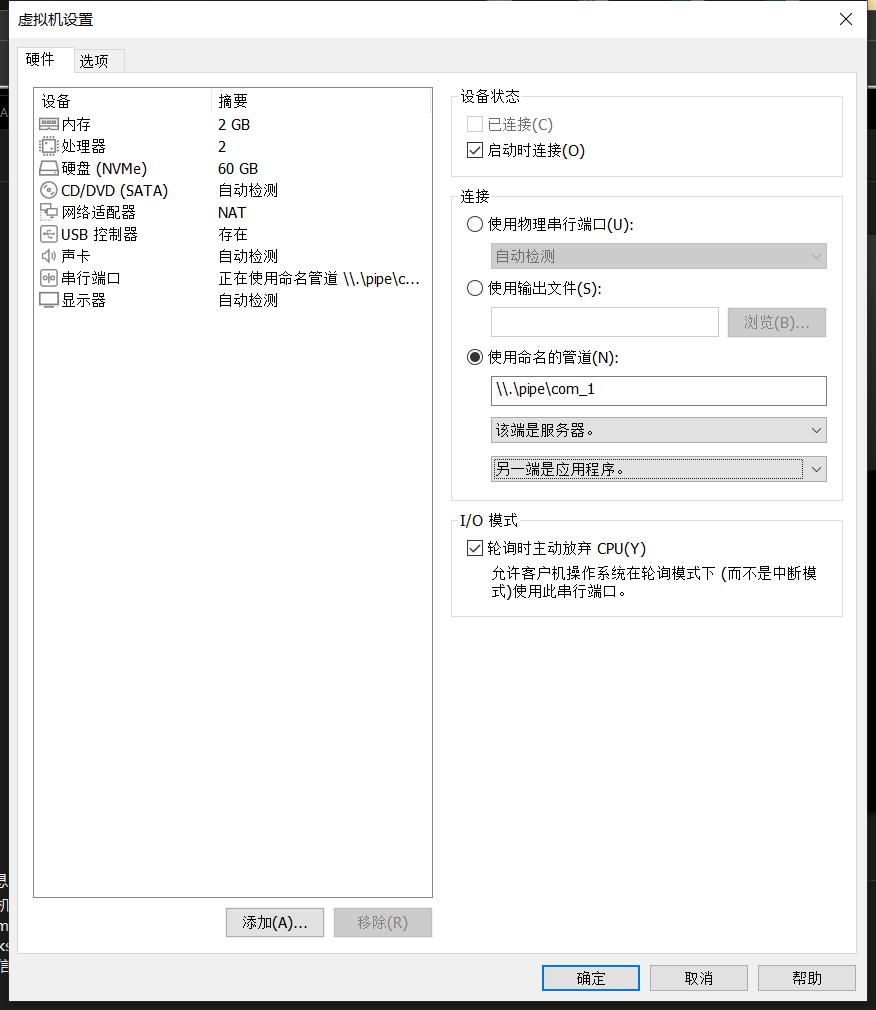 虚拟机设置
硬件 选项
设备 摘要
内存 2 GB
处理器 2
硬盘 (NVMe) 60 GB
CD/DVD (SATA) 自动检测
网络适配器 NAT
USB 控制器 存在
声卡 自动检测
串行端口 正在使用命名管道 \\.\pipe\c...
显示器 自动检测
添加(A)... 移除(R)
设备状态
已连接(C)
启动时连接(O)
连接
使用物理串行端口(U):
自动检测
使用输出文件(S):
浏览(B)...
使用命名的管道(N):
\\.\pipe\com_1
该端是服务器。
另一端是应用程序。
I/O 模式
轮询时主动放弃 CPU(Y)
允许客户机操作系统在轮询模式下 (而不是中断模
式)使用此串行端口。
确定 取消 帮助